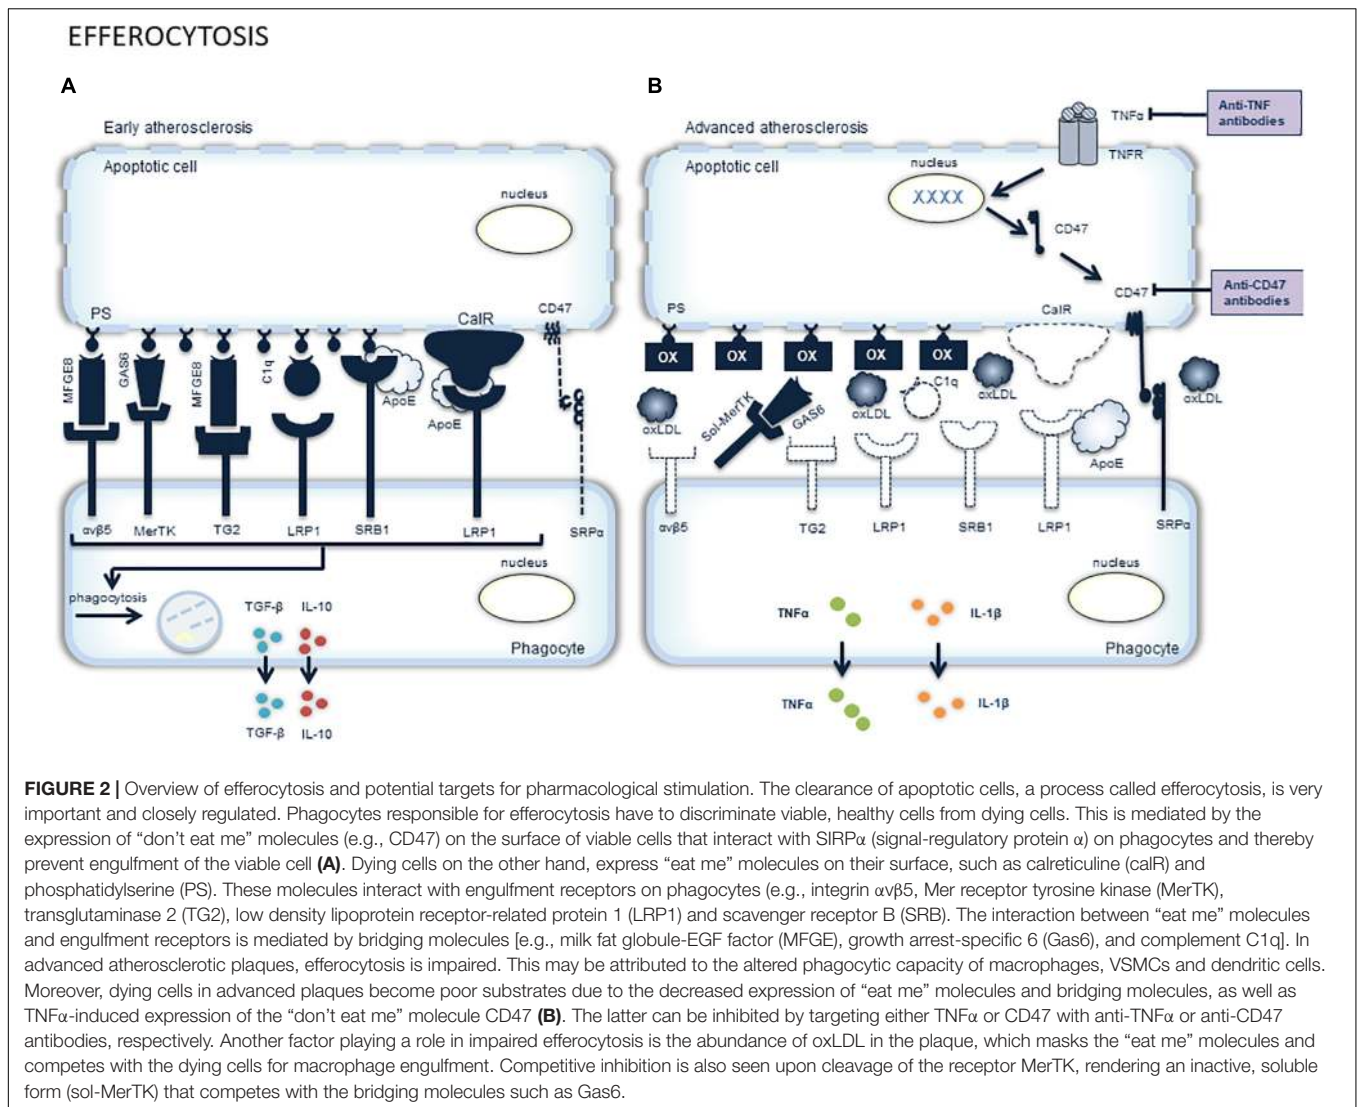 EFFEROCYTOSIS
A
Early atherosclerosis
Apoptotic cell
nucleus
PS
CalR
CD47
MFGE8
GAS6
MFGE8
C1q
ApoE
ApoE
αvβ5
MerTK
TG2
LRP1
SRB1
LRP1
SRPα
phagocytosis
TGF-β
IL-10
nucleus
Phagocyte
TGF-β
IL-10
B
Advanced atherosclerosis
Apoptotic cell
nucleus
XXXX
TNFα
TNFR
Anti-TNF
antibodies
CD47
CD47
Anti-CD47
antibodies
PS
CalR
OX
OX
OX
OX
OX
oxLDL
Sol-MerTK
GAS6
oxLDL
C1q
oxLDL
oxLDL
ApoE
αvβ5
TG2
LRP1
SRB1
LRP1
SRPα
nucleus
TNFα
IL-1β
Phagocyte
TNFα
IL-1β
FIGURE 2 | Overview of efferocytosis and potential targets for pharmacological stimulation. The clearance of apoptotic cells, a process called efferocytosis, is very
important and closely regulated. Phagocytes responsible for efferocytosis have to discriminate viable, healthy cells from dying cells. This is mediated by the
expression of “don’t eat me” molecules (e.g., CD47) on the surface of viable cells that interact with SIRPα (signal-regulatory protein α) on phagocytes and thereby
prevent engulfment of the viable cell (A). Dying cells on the other hand, express “eat me” molecules on their surface, such as calreticuline (calR) and
phosphatidylserine (PS). These molecules interact with engulfment receptors on phagocytes (e.g., integrin αvβ5, Mer receptor tyrosine kinase (MerTK),
transglutaminase 2 (TG2), low density lipoprotein receptor-related protein 1 (LRP1) and scavenger receptor B (SRB). The interaction between “eat me” molecules
and engulfment receptors is mediated by bridging molecules [e.g., milk fat globule-EGF factor (MFGE), growth arrest-specific 6 (Gas6), and complement C1q]. In
advanced atherosclerotic plaques, efferocytosis is impaired. This may be attributed to the altered phagocytic capacity of macrophages, VSMCs and dendritic cells.
Moreover, dying cells in advanced plaques become poor substrates due to the decreased expression of “eat me” molecules and bridging molecules, as well as
TNFα-induced expression of the “don’t eat me” molecule CD47 (B). The latter can be inhibited by targeting either TNFα or CD47 with anti-TNFα or anti-CD47
antibodies, respectively. Another factor playing a role in impaired efferocytosis is the abundance of oxLDL in the plaque, which masks the “eat me” molecules and
competes with the dying cells for macrophage engulfment. Competitive inhibition is also seen upon cleavage of the receptor MerTK, rendering an inactive, soluble
form (sol-MerTK) that competes with the bridging molecules such as Gas6.